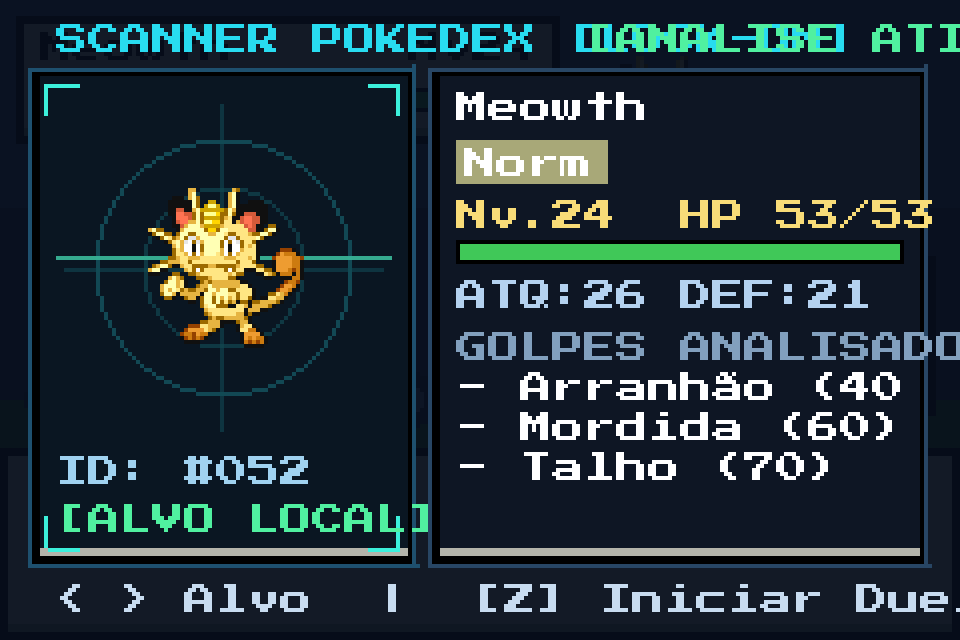 SCANNER POKEDEX
ANALISE ATI
Meowth
Norm
Nv.24 HP 53/53
ATQ:26 DEF:21
GOLPES ANALISADO
- Arranhão (40
- Mordida (60)
- Talho (70)
ID: #052
[ALVO LOCAL]
< > Alvo | [Z] Iniciar Due